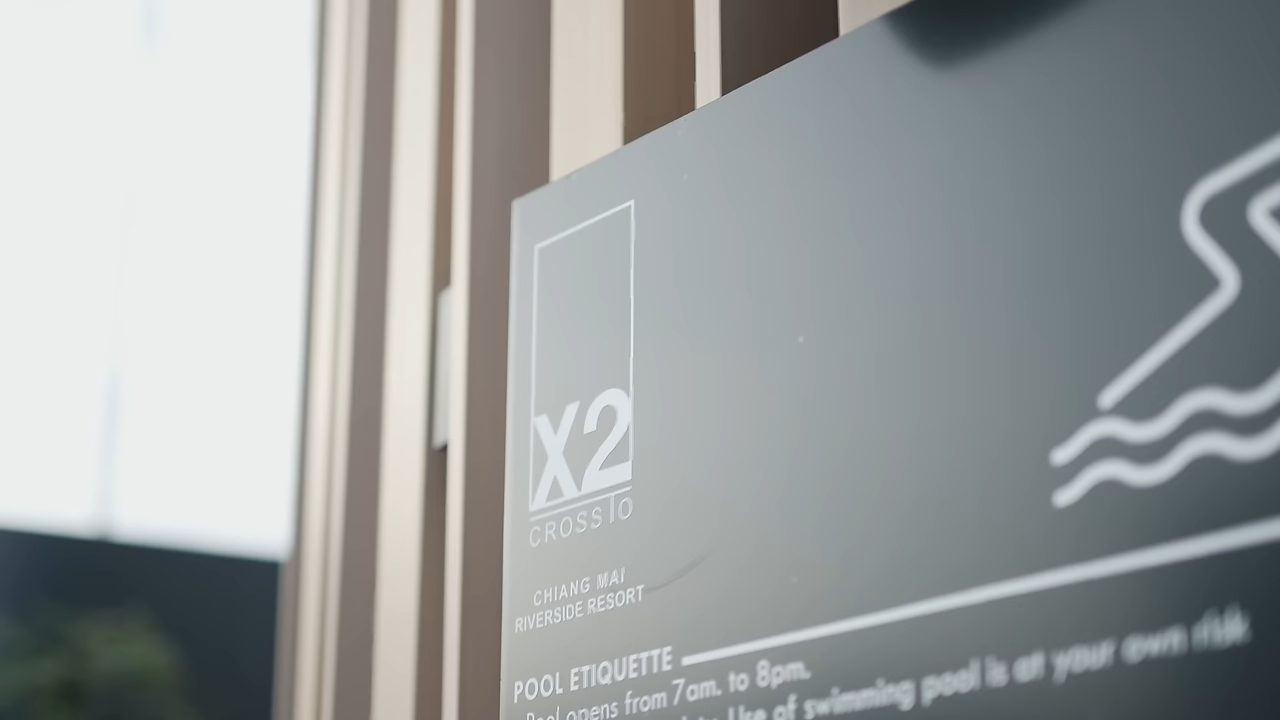 X2
CROSSTO
CHIANG MAI
RIVERSIDE RESORT
POOL ETIQUETTE
Pool opens from 7am. to 8pm.
Use of swimming pool is at your own risk